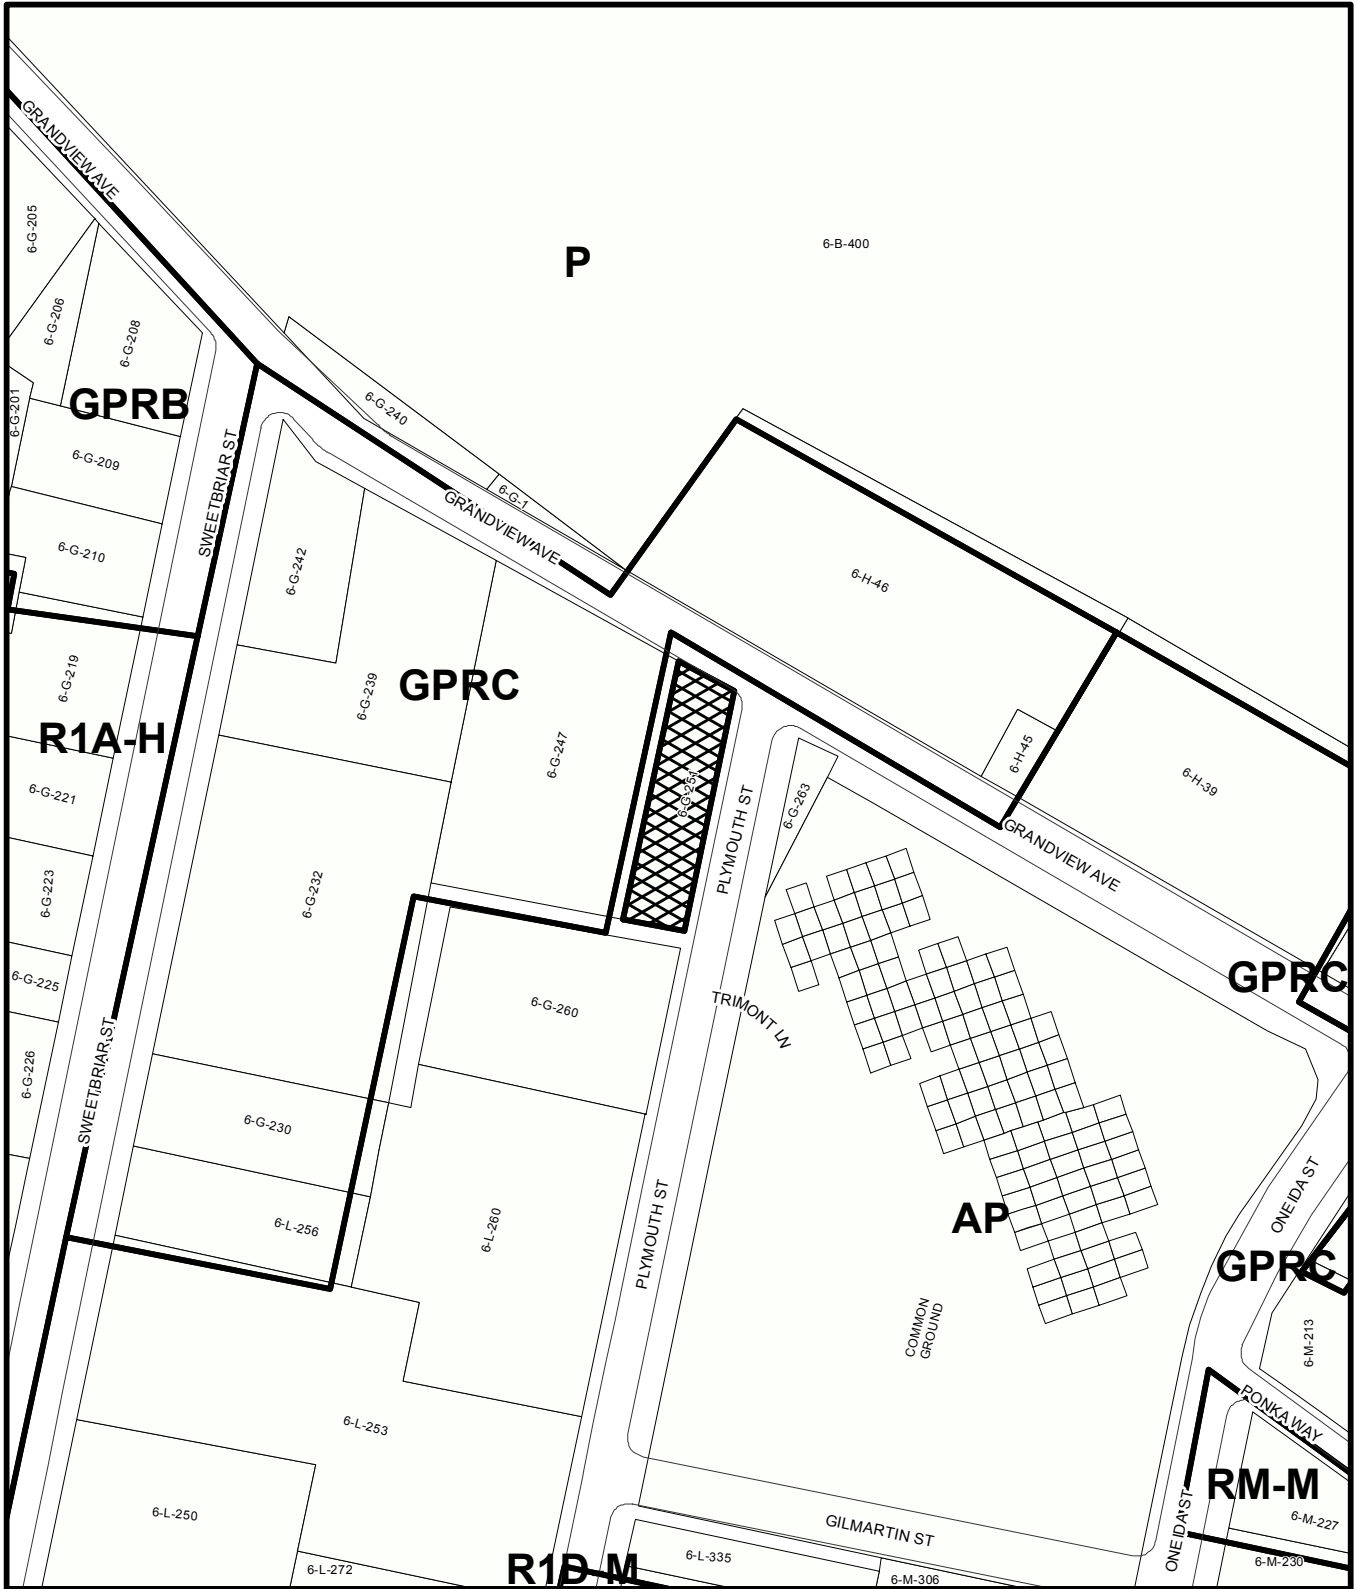 GRANDVIEW AVE
6-G-205
P
6-B-400
6-G-206
6-G-208
6-G-201
GPRB
6-G-240
6-G-209
SWEETBRIAR ST
6-G-1
GRANDVIEW AVE
6-G-210
6-G-242
6-H-46
6-G-219
6-G-239
GPRC
R1A-H
6-G-247
6-H-45
6-H-39
6-G-221
6-G-251
6-G-263
PLYMOUTH ST
GRANDVIEW AVE
6-G-223
6-G-232
6-G-225
GPRC
6-G-260
TRIMONT LN
6-G-226
SWEETBRIAR ST
6-G-230
6-L-256
6-L-260
PLYMOUTH ST
AP
ONEIDA ST
GPRC
COMMON
GROUND
6-M-213
6-L-253
PONKA WAY
RM-M
6-L-250
GILMARTIN ST
ONEIDA ST
6-M-227
6-L-335
6-M-230
6-L-272
R1D-M
6-M-306